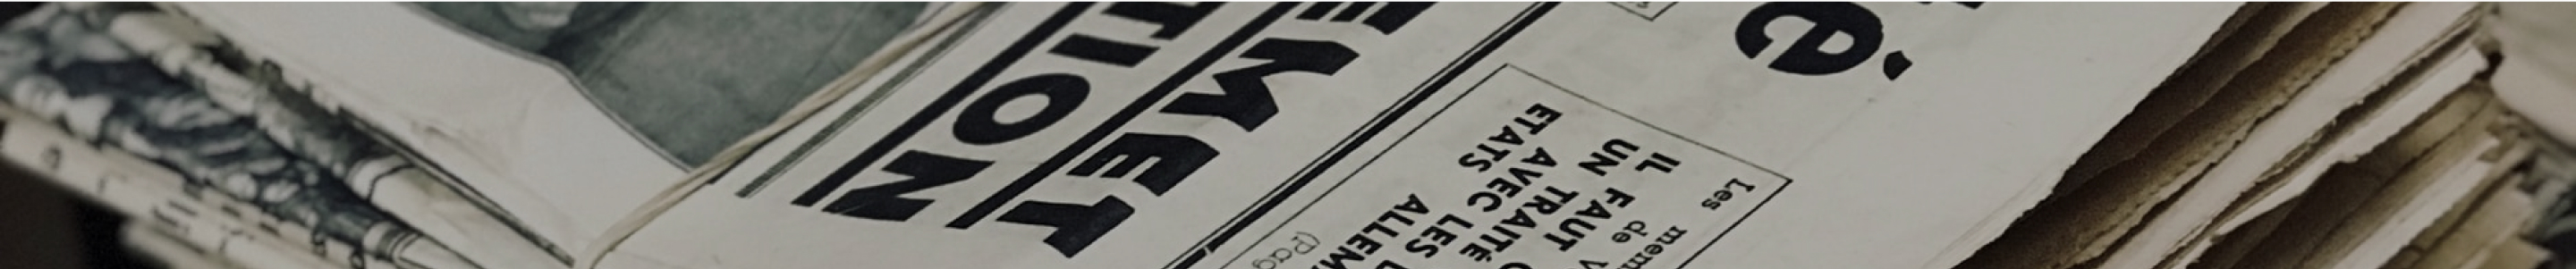 é
EMET
TION
Les mem
de V
IL FAUT
UN TRAITÉ
AVEC LES
ETATS ALLEM
(Pag